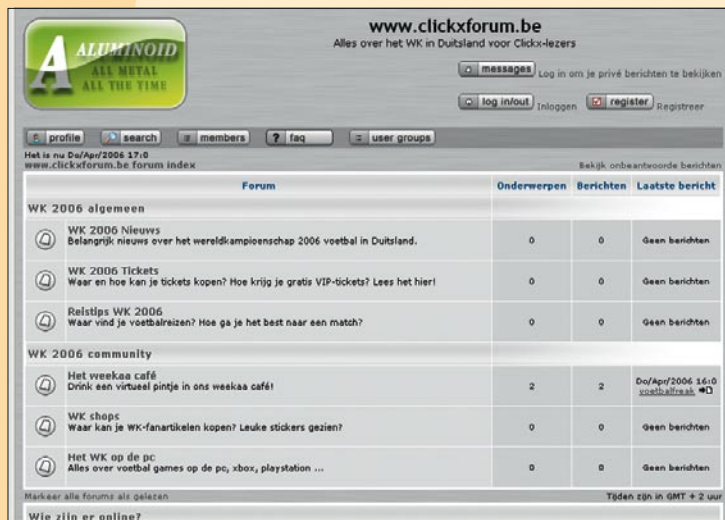 ALUMINOID
ALL METAL
ALL THE TIME
www.clickxforum.be
Alles over het WK in Duitsland voor Clickx-lezers
messages Log in om je privé berichten te bekijken
log in/out Inloggen register Registreer
profile search members faq user groups
Het is nu Do/Apr/2006 17:0
www.clickxforum.be forum index Bekijk onbeantwoorde berichten
Forum Onderwerpen Berichten Laatste bericht
WK 2006 algemeen
WK 2006 Nieuws
Belangrijk nieuws over het wereldkampioenschap 2006 voetbal in Duitsland.
0 0 Geen berichten
WK 2006 Tickets
Waar en hoe kan je tickets kopen? Hoe krijg je gratis VIP-tickets? Lees het hier!
0 0 Geen berichten
Reistips WK 2006
Waar vind je voetbalreizen? Hoe ga je het best naar een match?
0 0 Geen berichten
WK 2006 community
Het weekaa café
Drink een virtueel pintje in ons weekaa café!
2 2 Do/Apr/2006 16:0
voetbalfreak
WK shops
Waar kan je WK-fanartikelen kopen? Leuke stickers gezien?
0 0 Geen berichten
Het WK op de pc
Alles over voetbal games op de pc, xbox, playstation ...
0 0 Geen berichten
Markeer alle forums als gelezen Tijden zijn in GMT + 2 uur
Wie zijn er online?